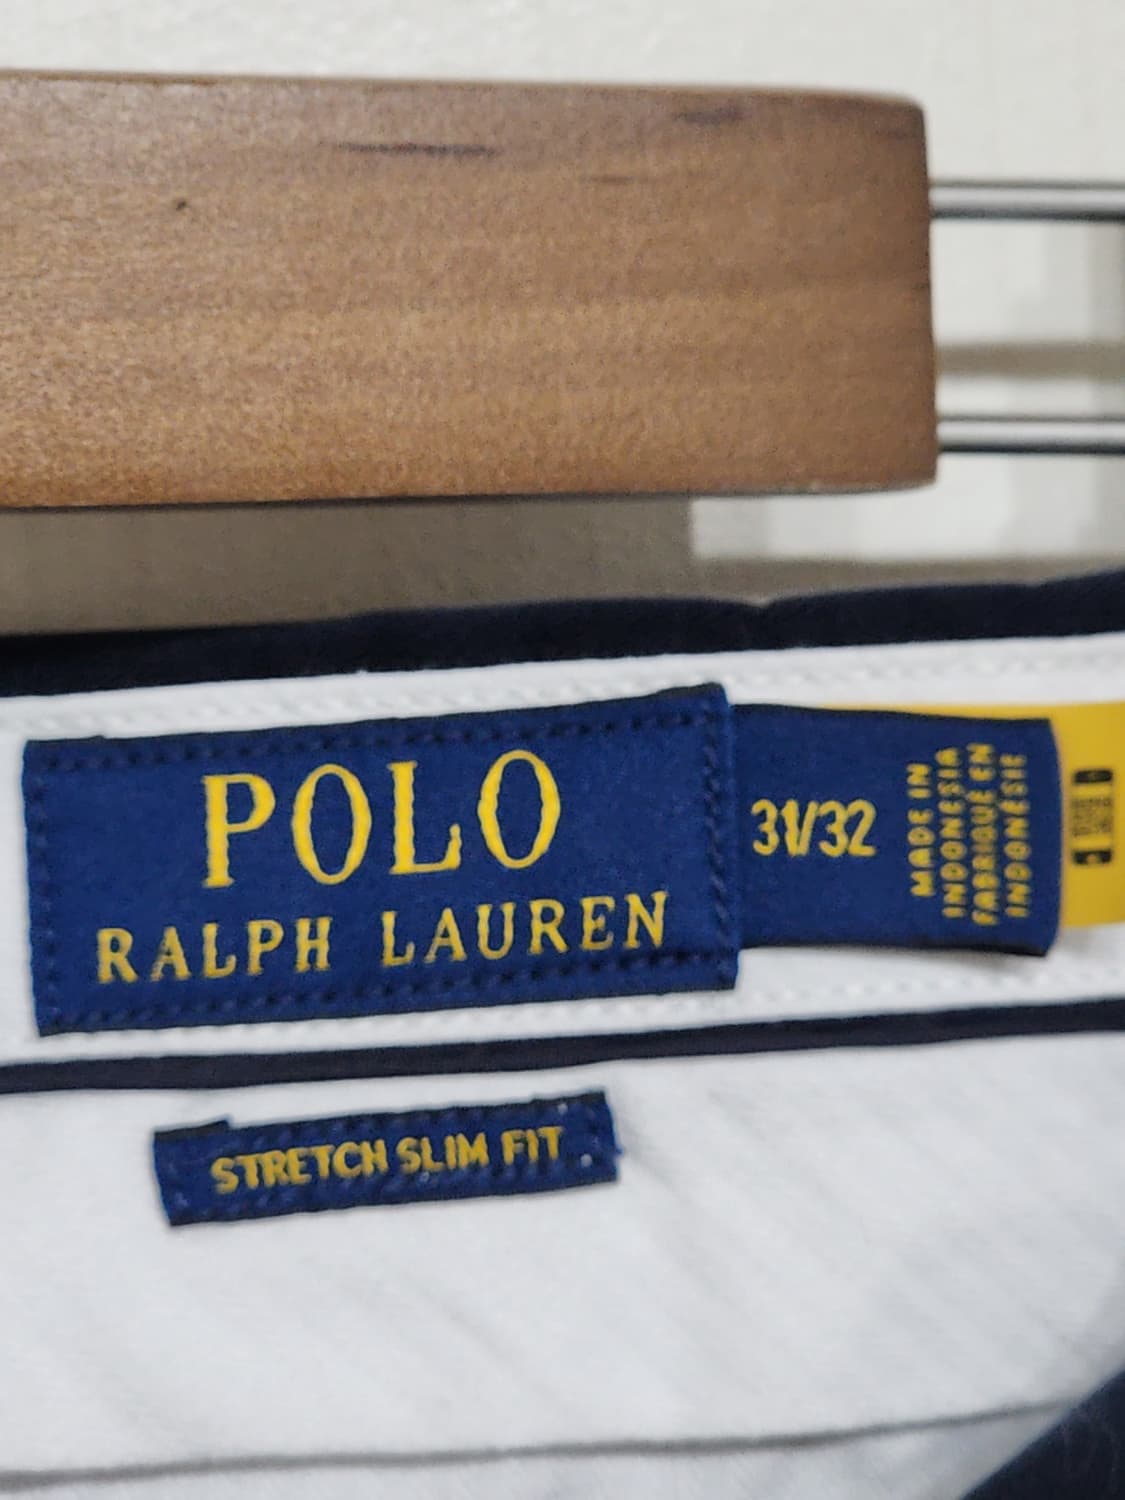 POLO
RALPH LAUREN
31/32
MADE IN
INDONESIA
FABRIQUÉ EN
INDONÉSIE
STRETCH SLIM FIT